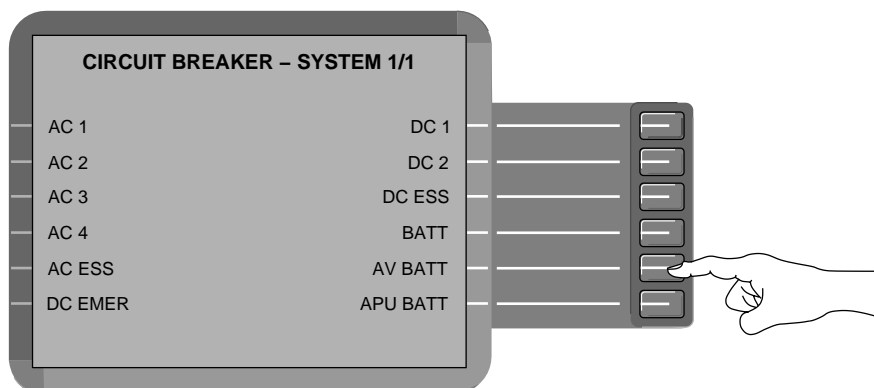 CIRCUIT BREAKER – SYSTEM 1/1
AC 1 DC 1
AC 2 DC 2
AC 3 DC ESS
AC 4 BATT
AC ESS AV BATT
DC EMER APU BATT